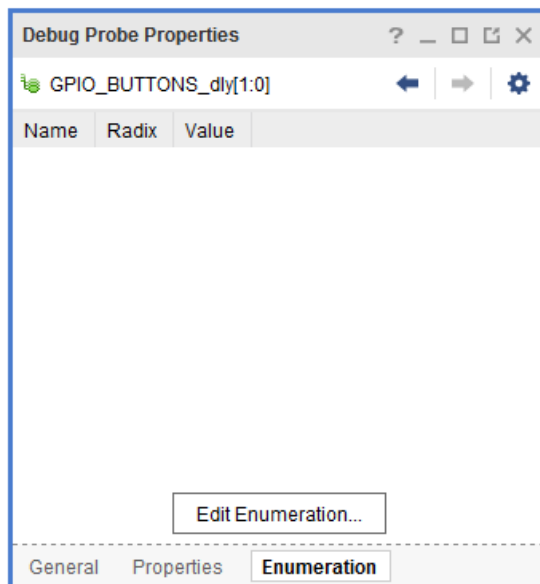 Debug Probe Properties
GPIO_BUTTONS_dly[1:0]
Name Radix Value
Edit Enumeration...
General Properties Enumeration